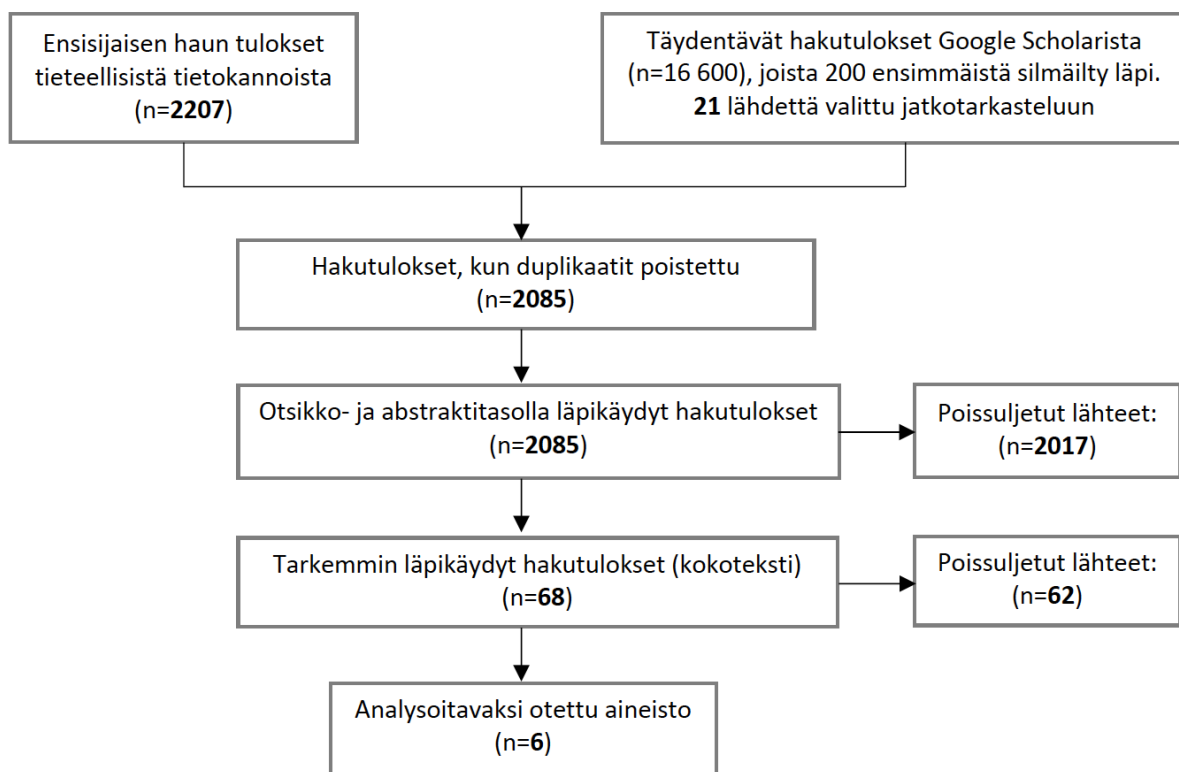 Ensisijaisen haun tulokset
tieteellisistä tietokannoista
(n=2207)
Täydentävät hakutulokset Google Scholarista
(n=16 600), joista 200 ensimmäistä silmäilty läpi.
21 lähdettä valittu jatkotarkasteluun
Hakutulokset, kun duplikaatit poistettu
(n=2085)
Otsikko- ja abstraktitasolla läpikäydyt hakutulokset
(n=2085)
Poissuljetut lähteet:
(n=2017)
Tarkemmin läpikäydyt hakutulokset (kokoteksti)
(n=68)
Poissuljetut lähteet:
(n=62)
Analysoitavaksi otettu aineisto
(n=6)